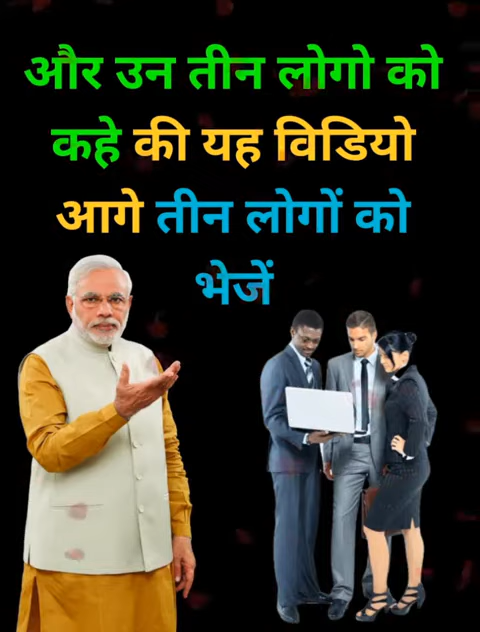 और उन तीन लोगो को
कहे की यह विडियो
आगे तीन लोगों को
भेजें